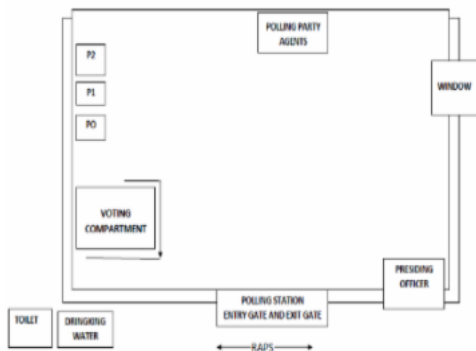 POLLING PARTY
AGENTS
P2
WINDOW
P1
PO
VOTING
COMPARTMENT
PRESIDING
OFFICER
POLLING STATION
ENTRY GATE AND EXIT GATE
TOILET
DRINGKING
WATER
RAPS